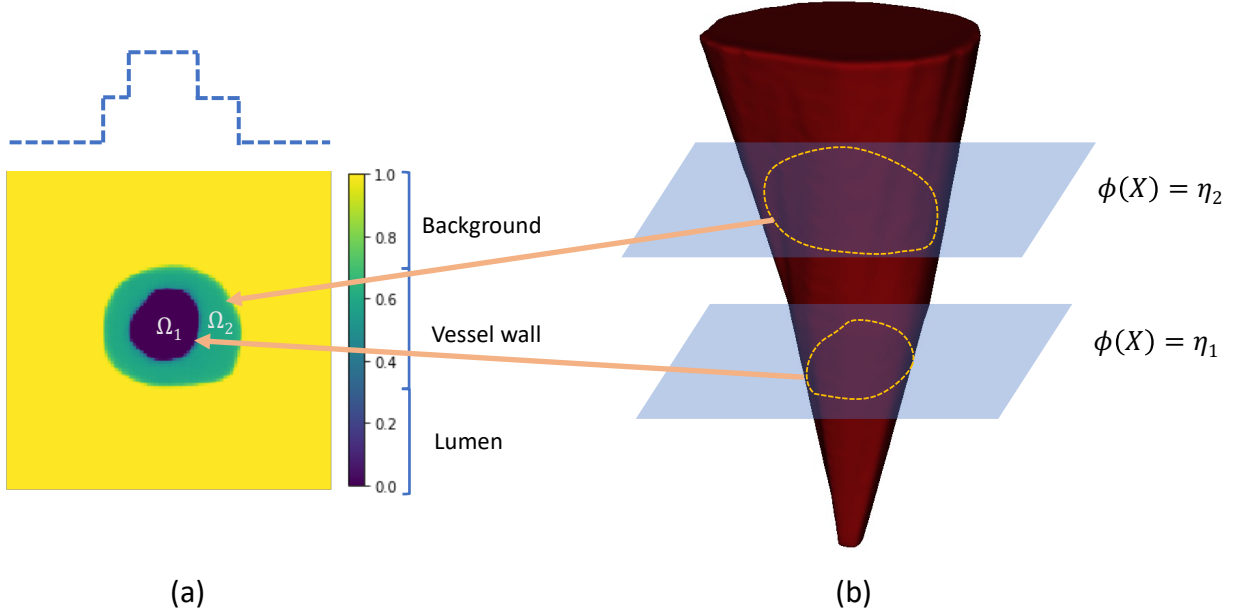 1.0
0.8
0.6
0.4
0.2
0.0
Background
Vessel wall
Lumen
Ω₁
Ω₂
ϕ(X) = η₂
ϕ(X) = η₁
(a)
(b)